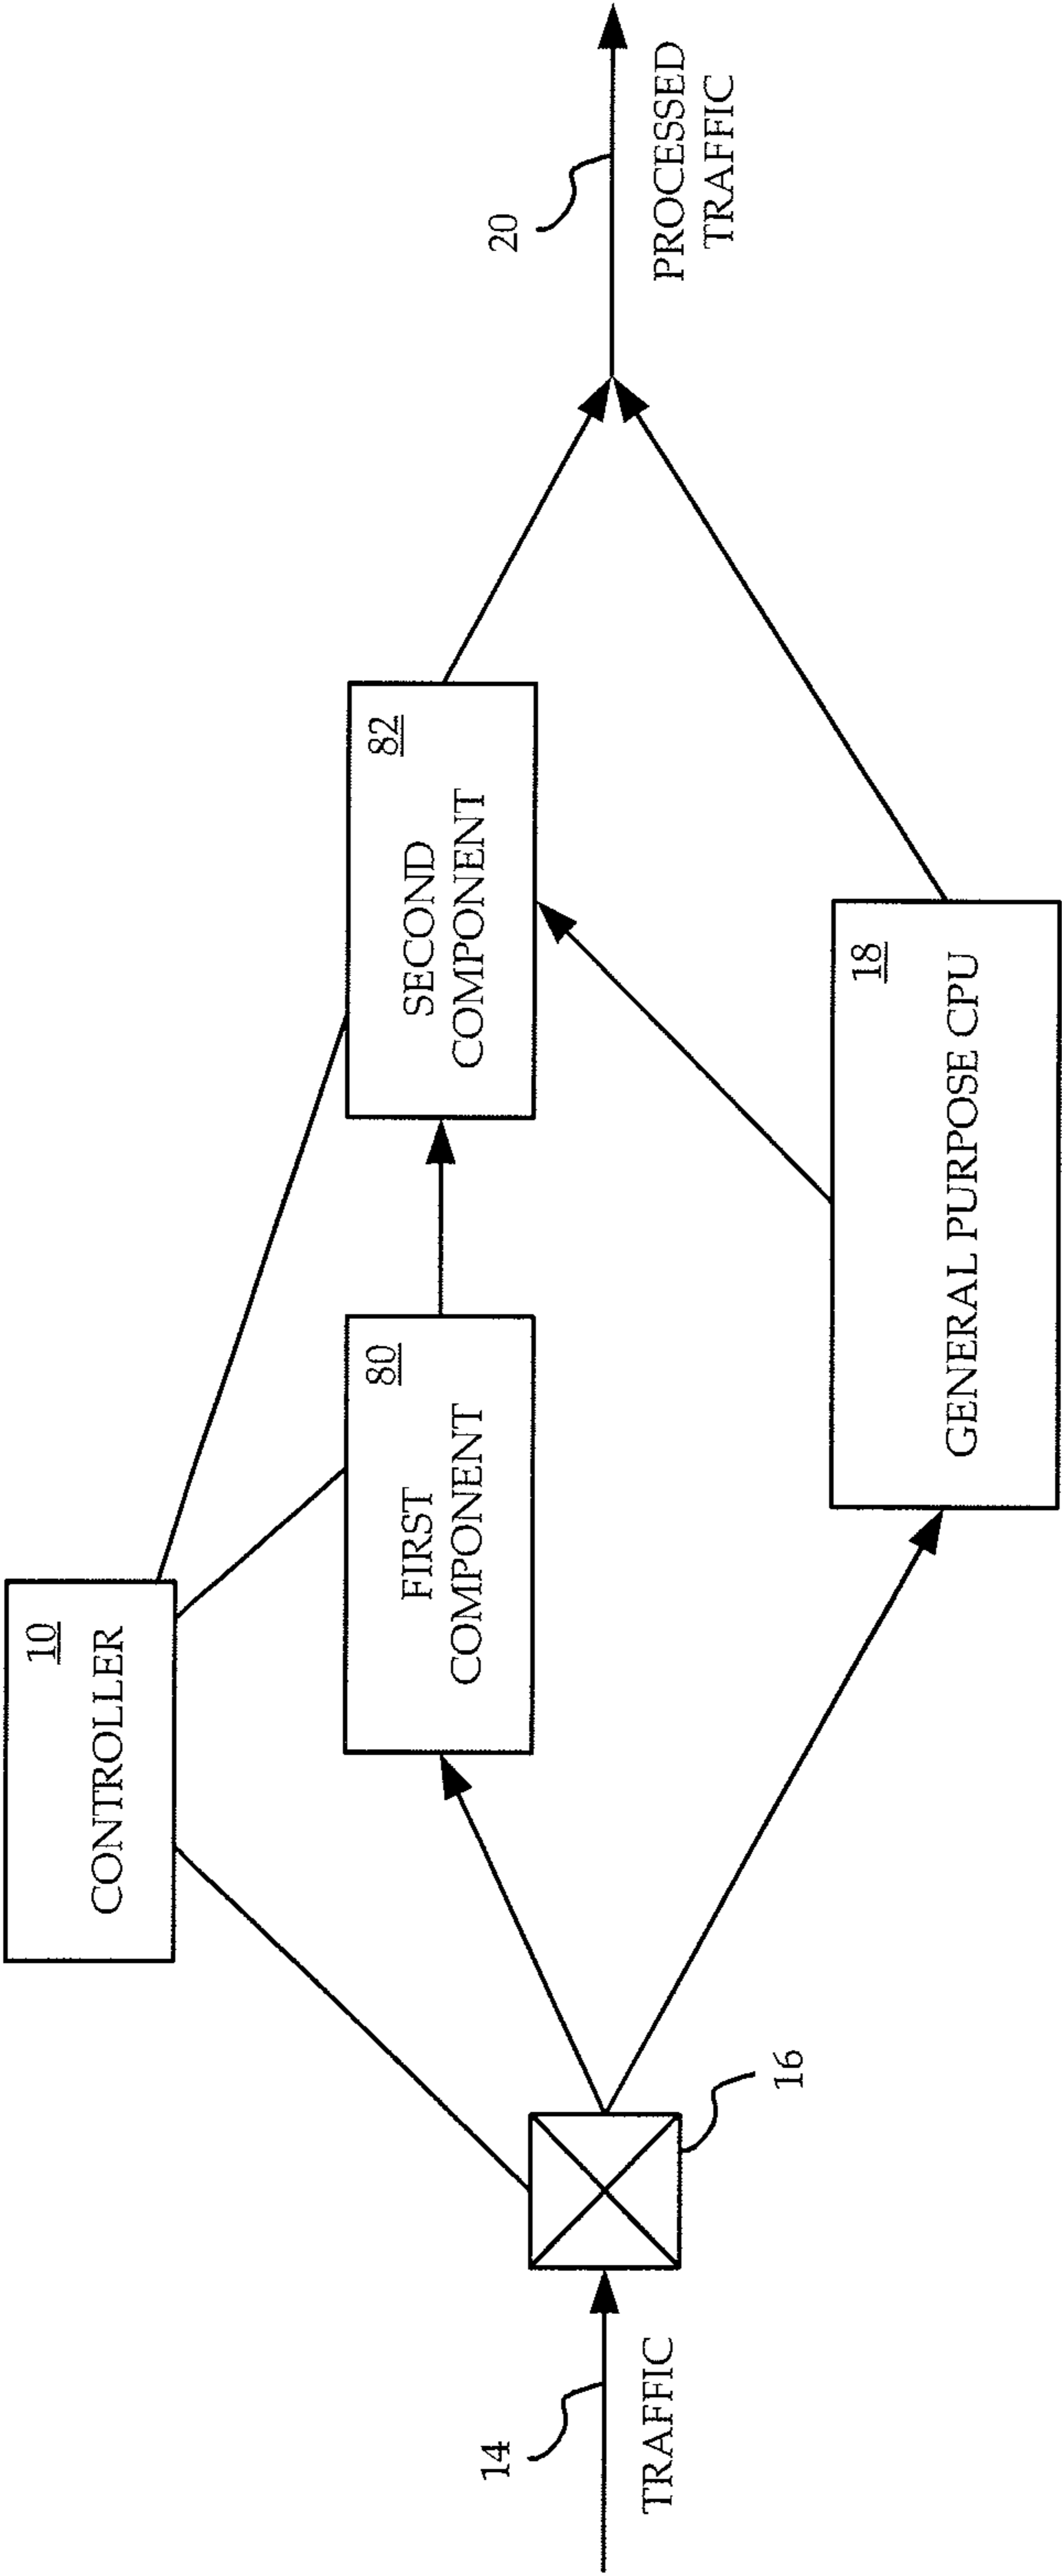 10
CONTROLLER
80
FIRST
COMPONENT
82
SECOND
COMPONENT
14
TRAFFIC
16
20
PROCESSED
TRAFFIC
18
GENERAL PURPOSE CPU